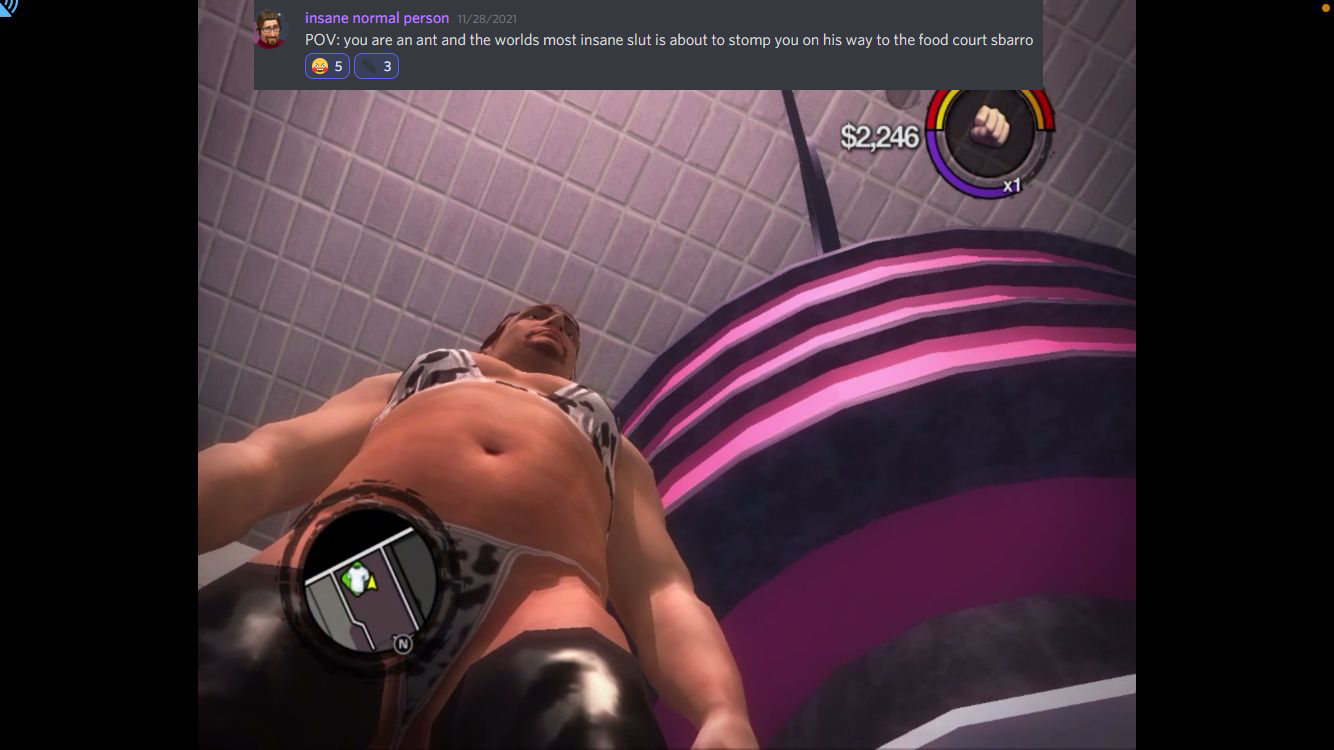 insane normal person 11/28/2021
POV: you are an ant and the worlds most insane slut is about to stomp you on his way to the food court sbarro
5 3
$2,246
x1
N